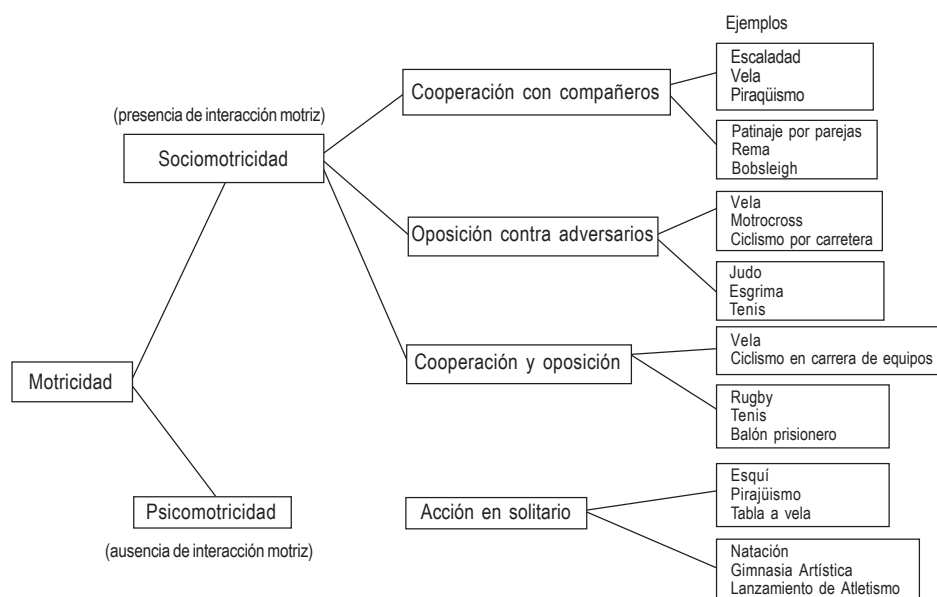 Ejemplos
Escaladad
Vela
Piraqüismo
Cooperación con compañeros
(presencia de interacción motriz)
Sociomotricidad
Patinaje por parejas
Rema
Bobsleigh
Vela
Motrocross
Ciclismo por carretera
Oposición contra adversarios
Judo
Esgrima
Tenis
Vela
Ciclismo en carrera de equipos
Cooperación y oposición
Motricidad
Rugby
Tenis
Balón prisionero
Esquí
Pirajüismo
Tabla a vela
Psicomotricidad
Acción en solitario
(ausencia de interacción motriz)
Natación
Gimnasia Artística
Lanzamiento de Atletismo